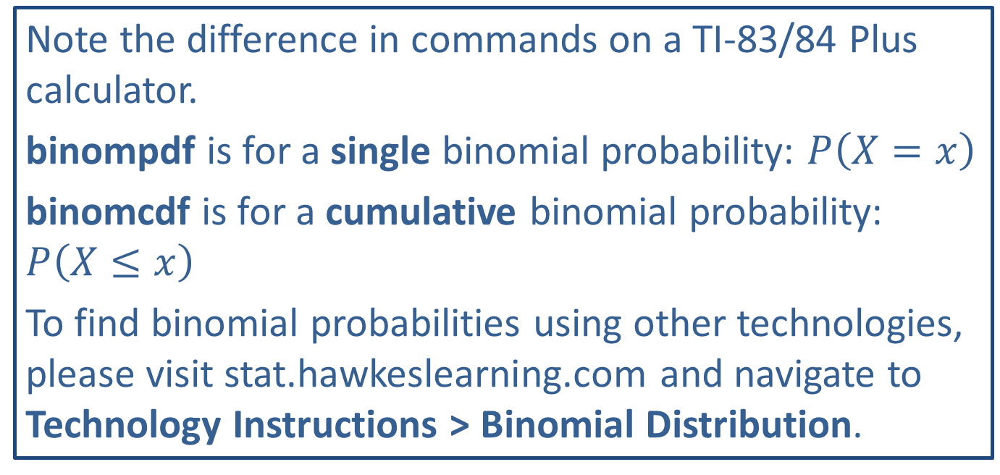 Note the difference in commands on a TI-83/84 Plus
calculator.
binompdf is for a single binomial probability: P(X = x)
binomcdf is for a cumulative binomial probability:
P(X ≤ x)
To find binomial probabilities using other technologies,
please visit stat.hawkeslearning.com and navigate to
Technology Instructions > Binomial Distribution.